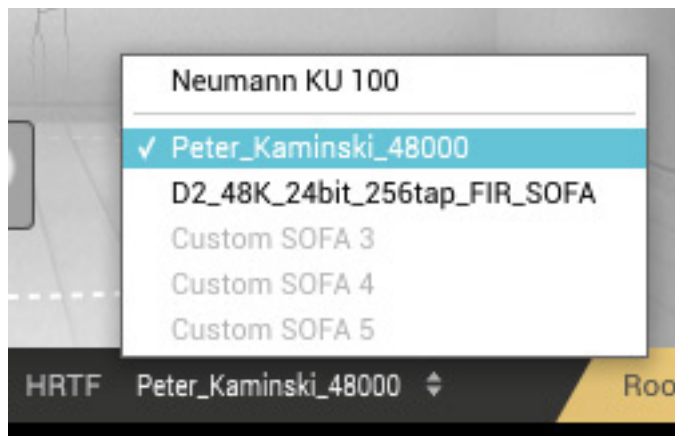 Neumann KU 100
✓ Peter_Kaminski_48000
D2_48K_24bit_256tap_FIR_SOFA
Custom SOFA 3
Custom SOFA 4
Custom SOFA 5
HRTF Peter_Kaminski_48000 Roo